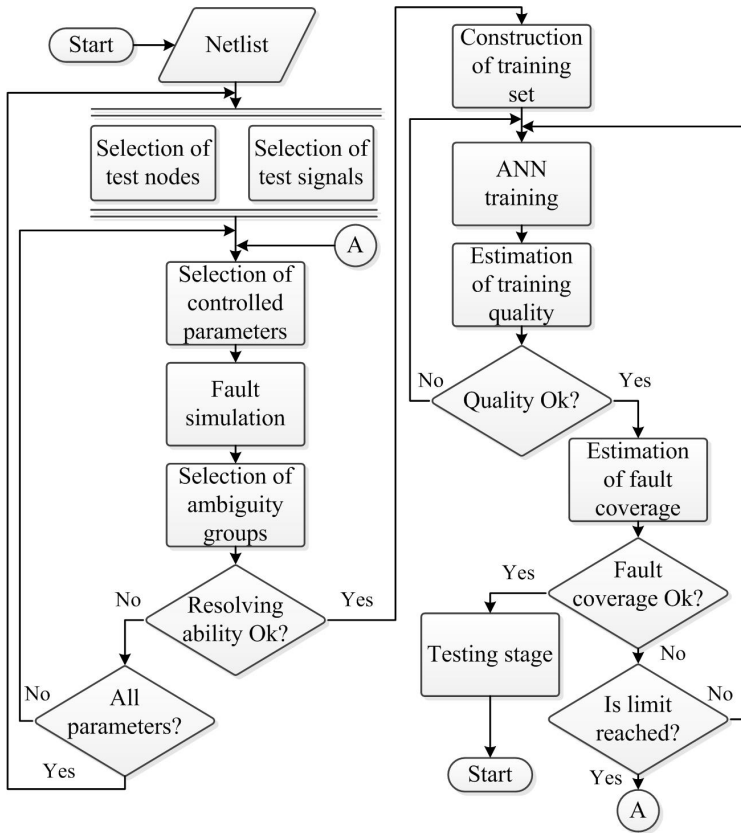 Start
Netlist
Selection of
test nodes
Selection of
test signals
A
Selection of
controlled
parameters
Fault
simulation
Selection of
ambiguity
groups
Resolving
ability Ok?
No
Yes
All
parameters?
No
Yes
Construction
of training
set
ANN
training
Estimation
of training
quality
Quality Ok?
No
Yes
Estimation
of fault
coverage
Fault
coverage Ok?
Yes
No
Testing stage
Start
Is limit
reached?
No
Yes
A